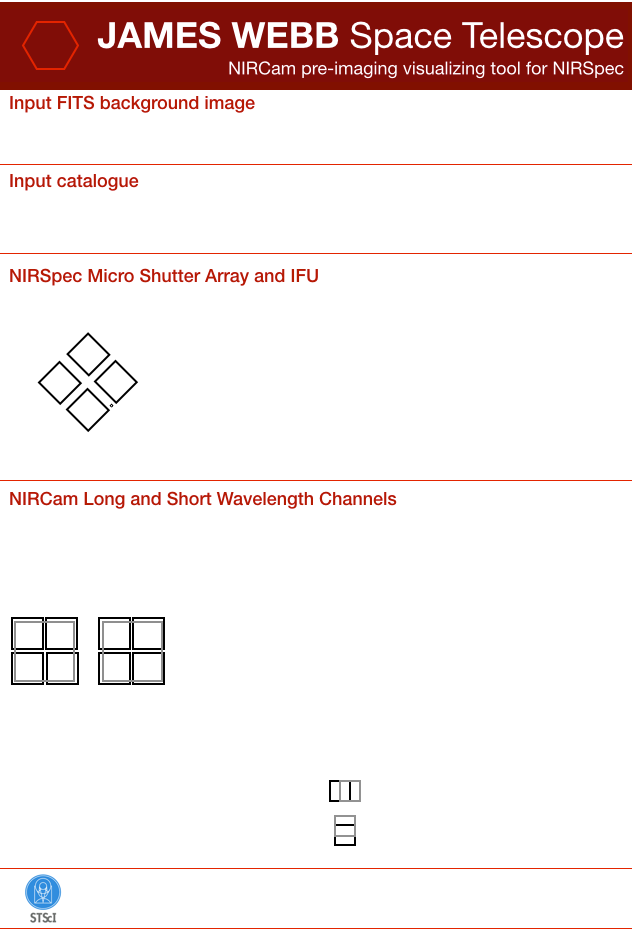 JAMES WEBB Space Telescope
NIRCam pre-imaging visualizing tool for NIRSpec
Input FITS background image
Input catalogue
NIRSpec Micro Shutter Array and IFU
NIRCam Long and Short Wavelength Channels
STScI